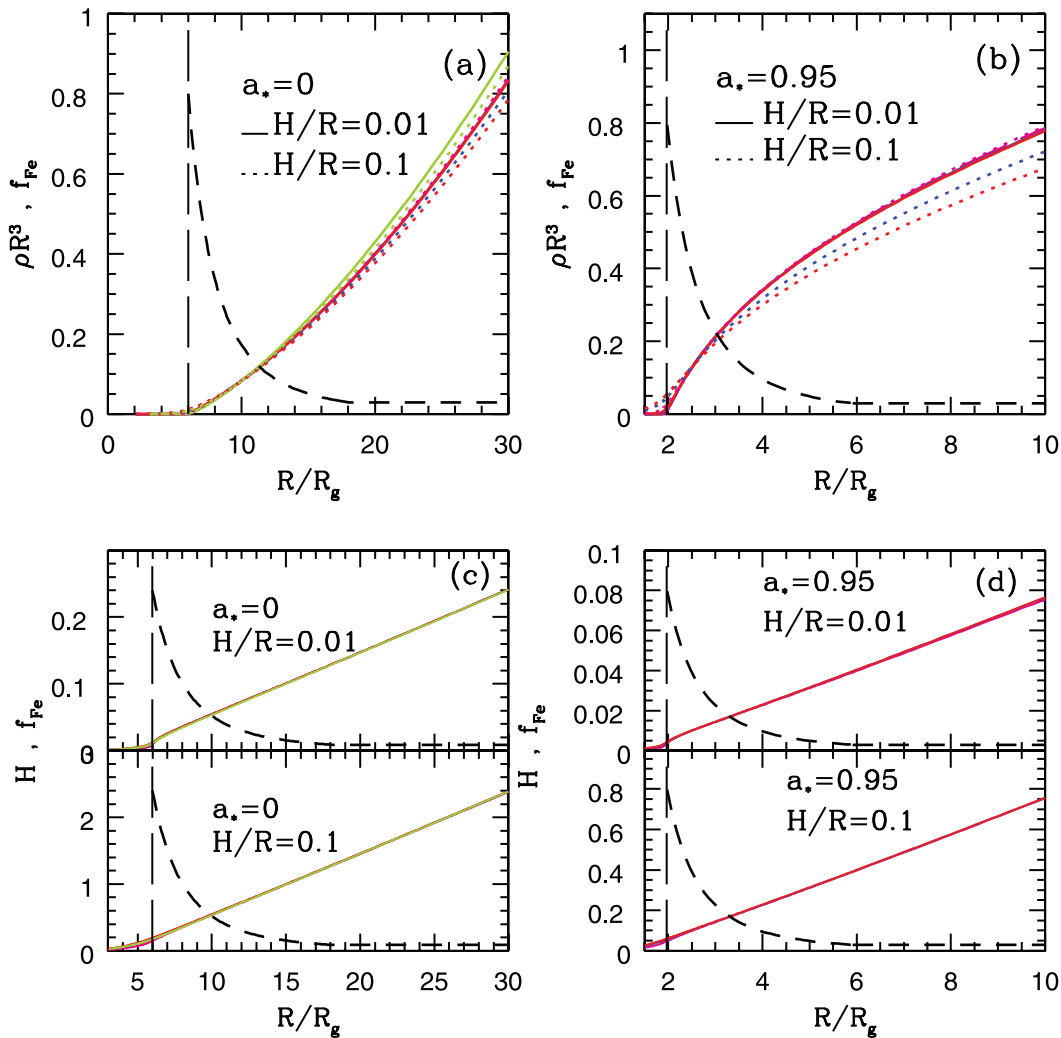 (a)
a*=0
H/R=0.01
H/R=0.1
ρR³ , f_Fe
1
0.8
0.6
0.4
0.2
0
0 10 20 30
R/R_g
(b)
a*=0.95
H/R=0.01
H/R=0.1
ρR³ , f_Fe
1
0.8
0.6
0.4
0.2
0
2 4 6 8 10
R/R_g
(c)
a*=0
H/R=0.01
H , f_Fe
0.2
0.1
0
a*=0
H/R=0.1
3
2
1
0
5 10 15 20 25 30
R/R_g
(d)
a*=0.95
H/R=0.01
H , f_Fe
0.1
0.08
0.06
0.04
0.02
0
a*=0.95
H/R=0.1
0.8
0.6
0.4
0.2
0
2 4 6 8 10
R/R_g